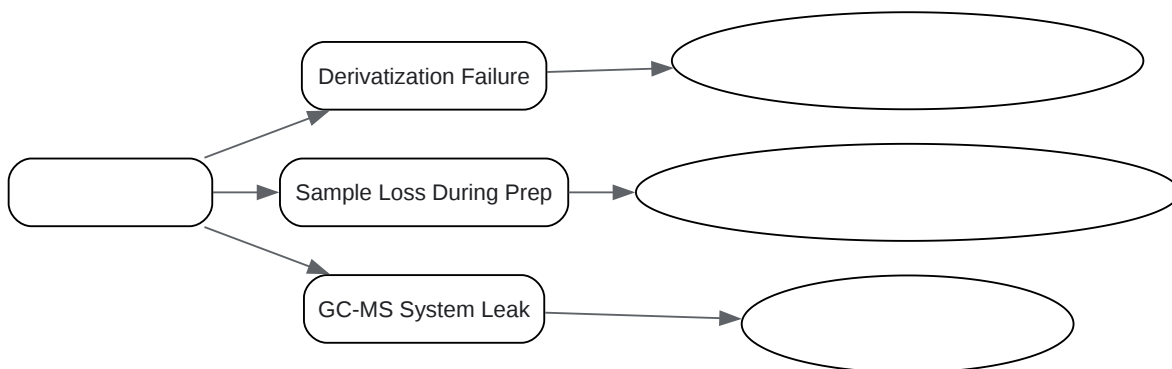 Derivatization Failure
Sample Loss During Prep
GC-MS System Leak